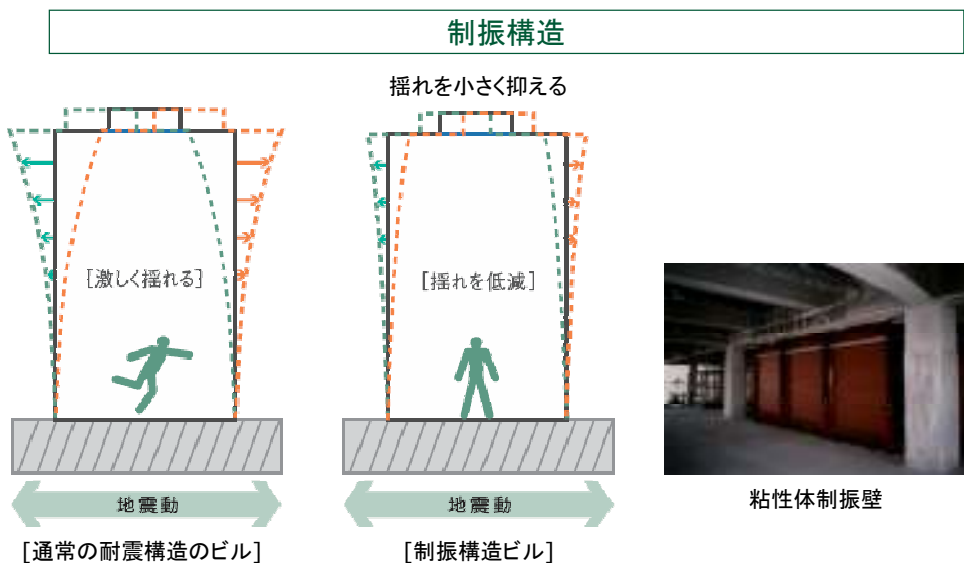 制振構造
揺れを小さく抑える
[激しく揺れる]
[揺れを低減]
地震動
地震動
粘性体制振壁
[通常の耐震構造のビル]
[制振構造ビル]